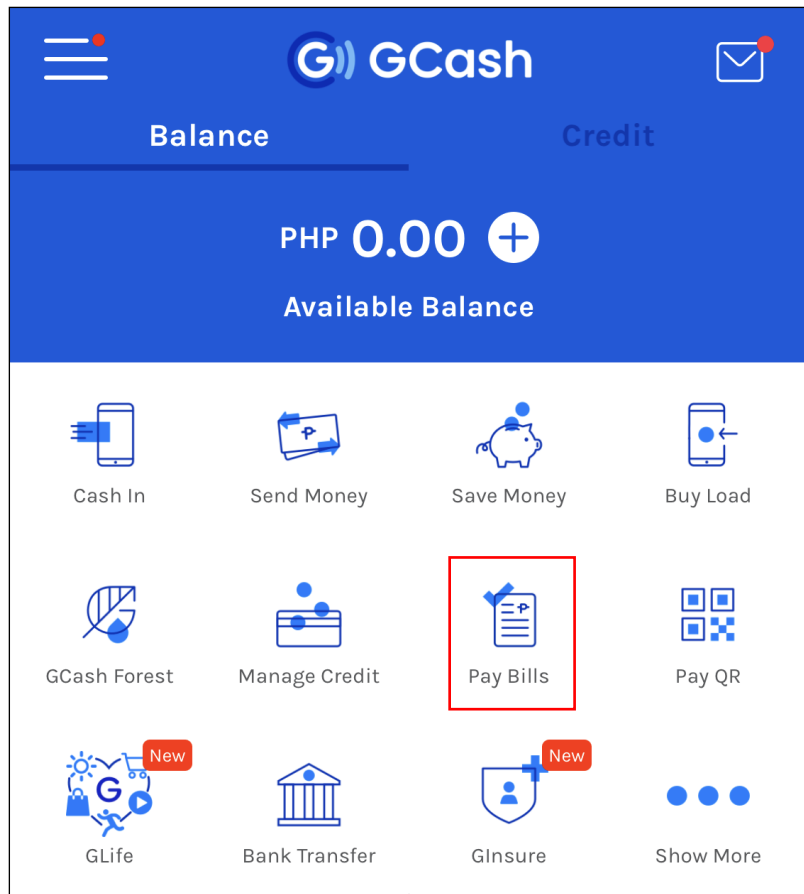 GCash
Balance Credit
PHP 0.00
Available Balance
Cash In Send Money Save Money Buy Load
GCash Forest Manage Credit Pay Bills Pay QR
New New
GLife Bank Transfer GInsure Show More